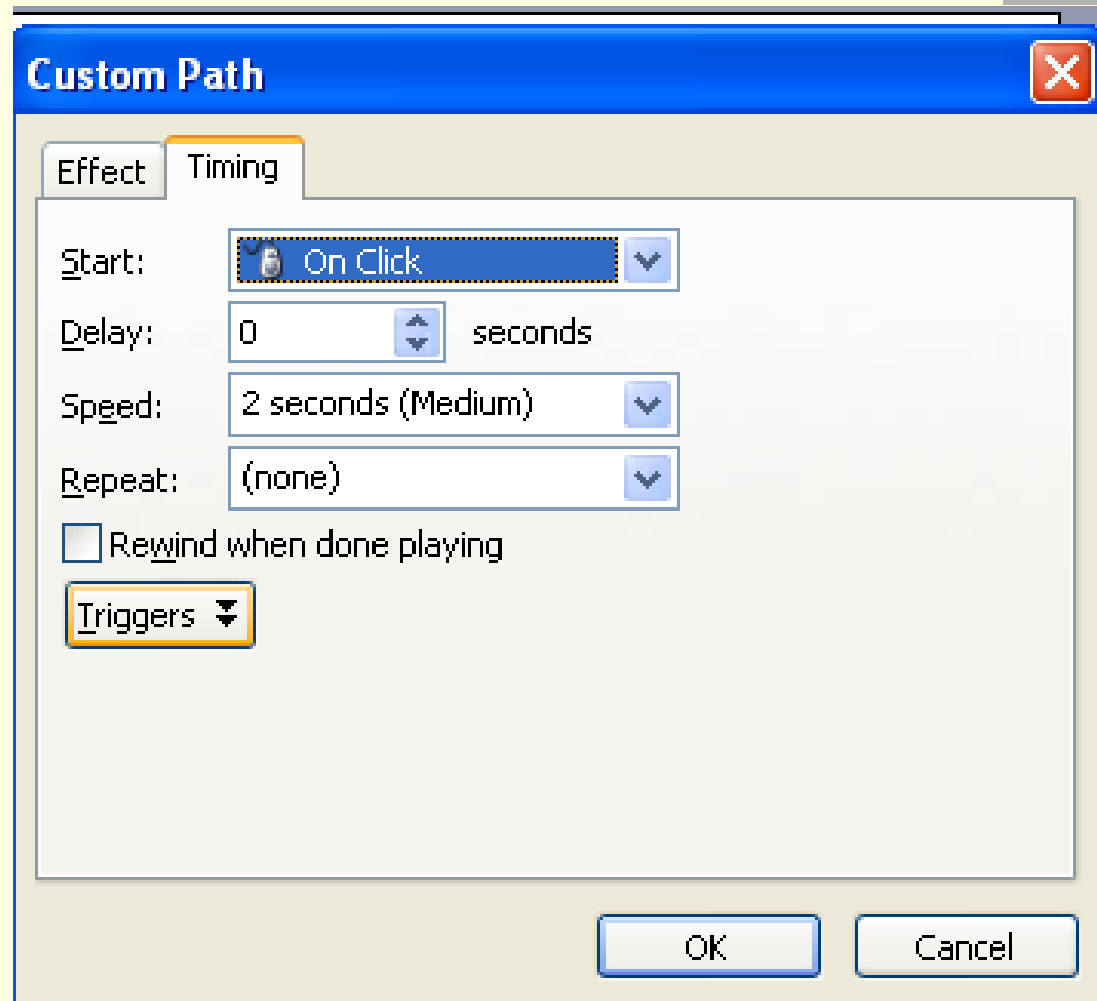 Custom Path
Effect Timing
Start: On Click
Delay: 0 seconds
Speed: 2 seconds (Medium)
Repeat: (none)
Rewind when done playing
Triggers
OK Cancel